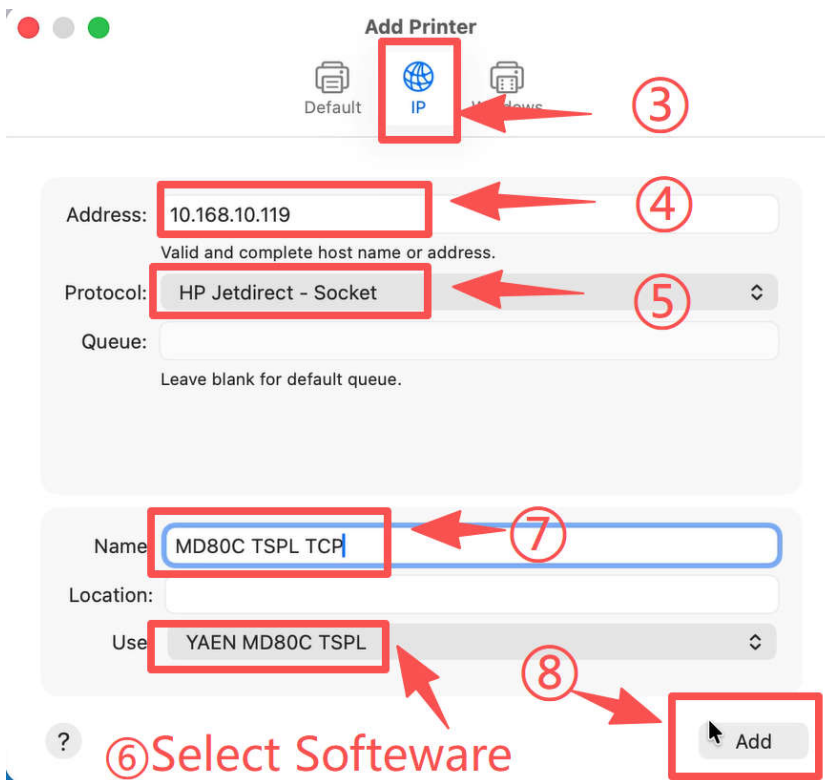 Add Printer
Default
IP
Windows
③
Address: 10.168.10.119
④
Valid and complete host name or address.
Protocol: HP Jetdirect - Socket
⑤
Queue:
Leave blank for default queue.
Name MD80C TSPL TCP
⑦
Location:
Use YAEN MD80C TSPL
⑧
? 
⑥Select Softeware
Add